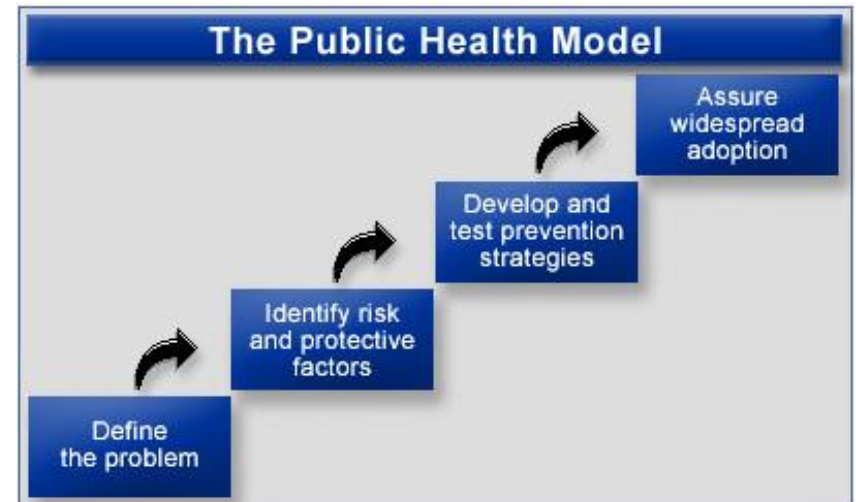 The Public Health Model
Assure
widespread
adoption
Develop and
test prevention
strategies
Identify risk
and protective
factors
Define
the problem